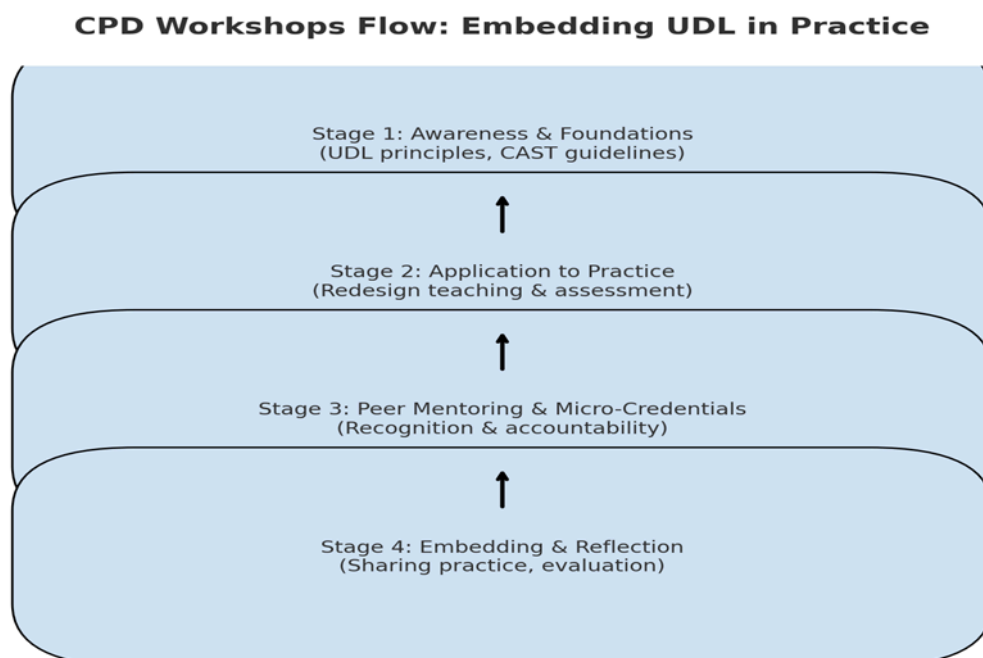 CPD Workshops Flow: Embedding UDL in Practice
Stage 1: Awareness & Foundations
(UDL principles, CAST guidelines)
Stage 2: Application to Practice
(Redesign teaching & assessment)
Stage 3: Peer Mentoring & Micro-Credentials
(Recognition & accountability)
Stage 4: Embedding & Reflection
(Sharing practice, evaluation)